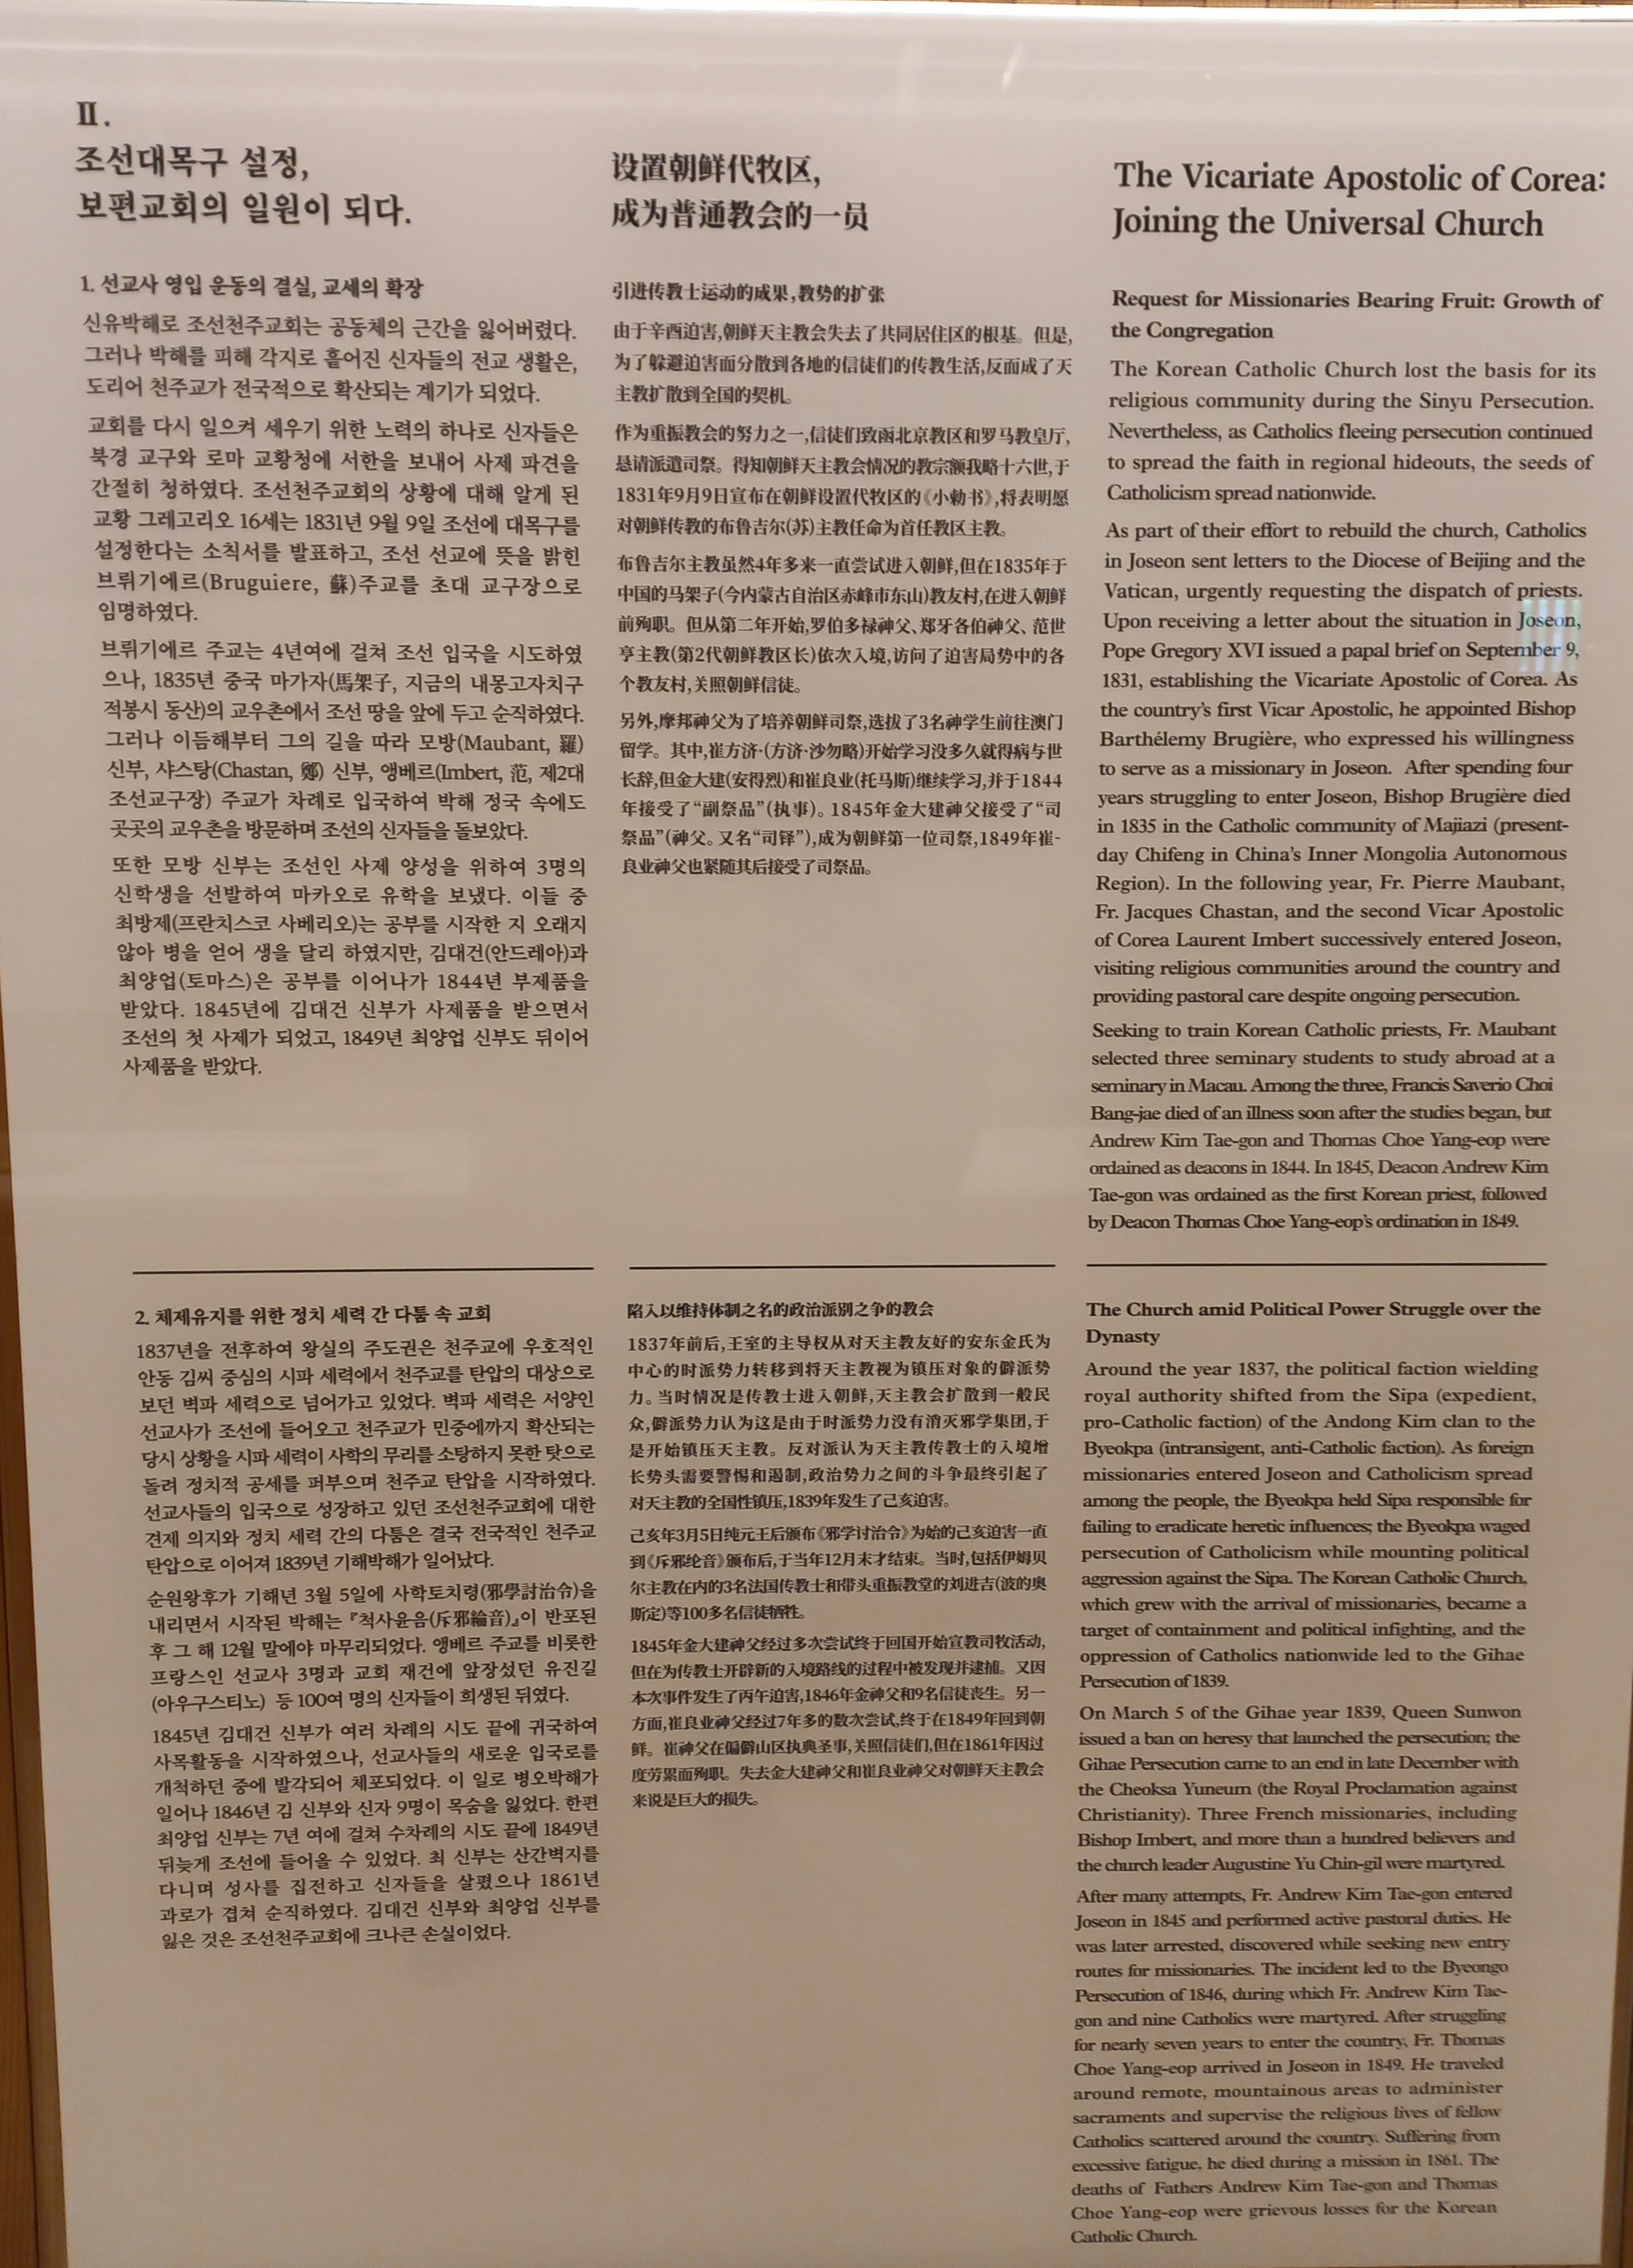 II.
조선대목구 설정,
보편교회의 일원이 되다.
1. 선교사 영입 운동의 결실, 교세의 확장
신유박해로 조선천주교회는 공동체의 근간을 잃어버렸다.
그러나 박해를 피해 각지로 흩어진 신자들의 전교 생활은,
도리어 천주교가 전국적으로 확산되는 계기가 되었다.
교회를 다시 일으켜 세우기 위한 노력의 하나로 신자들은
북경 교구와 로마 교황청에 서한을 보내어 사제 파견을
간절히 청하였다. 조선천주교회의 상황에 대해 알게 된
교황 그레고리오 16세는 1831년 9월 9일 조선에 대목구를
설정한다는 소칙서를 발표하고, 조선 선교에 뜻을 밝힌
브뤼기에르(Bruguiere, 蘇)주교를 초대 교구장으로
임명하였다.
브뤼기에르 주교는 4년여에 걸쳐 조선 입국을 시도하였
으나, 1835년 중국 마가자(馬架子, 지금의 내몽고자치구
적봉시 동산)의 교우촌에서 조선 땅을 앞에 두고 순직하였다.
그러나 이듬해부터 그의 길을 따라 모방(Maubant, 羅)
신부, 샤스탕(Chastan, 鄭) 신부, 앵베르(Imbert, 范, 제2대
조선교구장) 주교가 차례로 입국하여 박해 정국 속에도
곳곳의 교우촌을 방문하며 조선의 신자들을 돌보았다.
또한 모방 신부는 조선인 사제 양성을 위하여 3명의
신학생을 선발하여 마카오로 유학을 보냈다. 이들 중
최방제(프란치스코 사베리오)는 공부를 시작한 지 오래지
않아 병을 얻어 생을 달리 하였지만, 김대건(안드레아)과
최양업(토마스)은 공부를 이어나가 1844년 부제품을
받았다. 1845년에 김대건 신부가 사제품을 받으면서
조선의 첫 사제가 되었고, 1849년 최양업 신부도 뒤이어
사제품을 받았다.
设置朝鲜代牧区,
成为普通教会的一员
引进传教士运动的成果,教势的扩张
由于辛酉迫害,朝鲜天主教会失去了共同居住区的根基。但是,
为了躲避迫害而分散到各地的信徒们的传教生活,反而成了天
主教扩散到全国的契机。
作为重振教会的努力之一,信徒们致函北京教区和罗马教皇厅,
恳请派遣司祭。得知朝鲜天主教会情况的教宗额我略十六世,于
1831年9月9日宣布在朝鲜设置代牧区的《小勅书》,将表明愿
对朝鲜传教的布鲁吉尔(苏)主教任命为首任教区主教。
布鲁吉尔主教虽然4年多来一直尝试进入朝鲜,但在1835年于
中国的马架子(今内蒙古自治区赤峰市东山)教友村,在进入朝鲜
前殉职。但从第二年开始,罗伯多禄神父、郑牙各伯神父、范世
亨主教(第2代朝鲜教区长)依次入境,访问了迫害局势中的各
个教友村,关照朝鲜信徒。
另外,摩邦神父为了培养朝鲜司祭,选拔了3名神学生前往澳门
留学。其中,崔方济·(方济·沙勿略)开始学习没多久就得病与世
长辞,但金大建(安得烈)和崔良业(托马斯)继续学习,并于1844
年接受了“副祭品”(执事)。1845年金大建神父接受了“司
祭品”(神父。又名“司铎”),成为朝鲜第一位司祭,1849年崔-
良业神父也紧随其后接受了司祭品。
The Vicariate Apostolic of Corea:
Joining the Universal Church
Request for Missionaries Bearing Fruit: Growth of
the Congregation
The Korean Catholic Church lost the basis for its
religious community during the Sinyu Persecution.
Nevertheless, as Catholics fleeing persecution continued
to spread the faith in regional hideouts, the seeds of
Catholicism spread nationwide.
As part of their effort to rebuild the church, Catholics
in Joseon sent letters to the Diocese of Beijing and the
Vatican, urgently requesting the dispatch of priests.
Upon receiving a letter about the situation in Joseon,
Pope Gregory XVI issued a papal brief on September 9,
1831, establishing the Vicariate Apostolic of Corea. As
the country's first Vicar Apostolic, he appointed Bishop
Barthélemy Brugière, who expressed his willingness
to serve as a missionary in Joseon. After spending four
years struggling to enter Joseon, Bishop Brugière died
in 1835 in the Catholic community of Majiazi (present-
day Chifeng in China's Inner Mongolia Autonomous
Region). In the following year, Fr. Pierre Maubant,
Fr. Jacques Chastan, and the second Vicar Apostolic
of Corea Laurent Imbert successively entered Joseon,
visiting religious communities around the country and
providing pastoral care despite ongoing persecution.
Seeking to train Korean Catholic priests, Fr. Maubant
selected three seminary students to study abroad at a
seminary in Macau. Among the three, Francis Saverio Choi
Bang-jae died of an illness soon after the studies began, but
Andrew Kim Tae-gon and Thomas Choe Yang-eop were
ordained as deacons in 1844. In 1845, Deacon Andrew Kim
Tae-gon was ordained as the first Korean priest, followed
by Deacon Thomas Choe Yang-eop's ordination in 1849.
2. 체제유지를 위한 정치 세력 간 다툼 속 교회
1837년을 전후하여 왕실의 주도권은 천주교에 우호적인
안동 김씨 중심의 시파 세력에서 천주교를 탄압의 대상으로
보던 벽파 세력으로 넘어가고 있었다. 벽파 세력은 서양인
선교사가 조선에 들어오고 천주교가 민중에까지 확산되는
당시 상황을 시파 세력이 사학의 무리를 소탕하지 못한 탓으로
돌려 정치적 공세를 퍼부으며 천주교 탄압을 시작하였다.
선교사들의 입국으로 성장하고 있던 조선천주교회에 대한
견제 의지와 정치 세력 간의 다툼은 결국 전국적인 천주교
탄압으로 이어져 1839년 기해박해가 일어났다.
순원왕후가 기해년 3월 5일에 사학토치령(邪學討治令)을
내리면서 시작된 박해는 『척사윤음(斥邪綸音)』이 반포된
후 그 해 12월 말에야 마무리되었다. 앵베르 주교를 비롯한
프랑스인 선교사 3명과 교회 재건에 앞장섰던 유진길
(아우구스티노) 등 100여 명의 신자들이 희생된 뒤였다.
1845년 김대건 신부가 여러 차례의 시도 끝에 귀국하여
사목활동을 시작하였으나, 선교사들의 새로운 입국로를
개척하던 중에 발각되어 체포되었다. 이 일로 병오박해가
일어나 1846년 김 신부와 신자 9명이 목숨을 잃었다. 한편
최양업 신부는 7년 여에 걸쳐 수차례의 시도 끝에 1849년
뒤늦게 조선에 들어올 수 있었다. 최 신부는 산간벽지를
다니며 성사를 집전하고 신자들을 살폈으나 1861년
과로가 겹쳐 순직하였다. 김대건 신부와 최양업 신부를
잃은 것은 조선천주교회에 크나큰 손실이었다.
陷入以维持体制之名的政治派别之争的教会
1837年前后,王室的主导权从对天主教友好的安东金氏为
中心的时派势力转移到将天主教视为镇压对象的僻派势
力。当时情况是传教士进入朝鲜,天主教会扩散到一般民
众,僻派势力认为这是由于时派势力没有消灭邪学集团,于
是开始镇压天主教。反对派认为天主教传教士的入境增
长势头需要警惕和遏制,政治势力之间的斗争最终引起了
对天主教的全国性镇压,1839年发生了己亥迫害。
己亥年3月5日纯元王后颁布《邪学讨治令》为始的己亥迫害一直
到《斥邪纶音》颁布后,于当年12月末才结束。当时,包括伊姆贝
尔主教在内的3名法国传教士和带头重振教堂的刘进吉(波的奥
斯定)等100多名信徒牺牲。
1845年金大建神父经过多次尝试终于回国开始宣教司牧活动,
但在为传教士开辟新的入境路线的过程中被发现并逮捕。又因
本次事件发生了丙午迫害,1846年金神父和9名信徒丧生。另一
方面,崔良业神父经过7年多的数次尝试,终于在1849年回到朝
鲜。崔神父在偏僻山区执典圣事,关照信徒们,但在1861年因过
度劳累而殉职。失去金大建神父和崔良业神父对朝鲜天主教会
来说是巨大的损失。
The Church amid Political Power Struggle over the
Dynasty
Around the year 1837, the political faction wielding
royal authority shifted from the Sipa (expedient,
pro-Catholic faction) of the Andong Kim clan to the
Byeokpa (intransigent, anti-Catholic faction). As foreign
missionaries entered Joseon and Catholicism spread
among the people, the Byeokpa held Sipa responsible for
failing to eradicate heretic influences; the Byeokpa waged
persecution of Catholicism while mounting political
aggression against the Sipa. The Korean Catholic Church,
which grew with the arrival of missionaries, became a
target of containment and political infighting, and the
oppression of Catholics nationwide led to the Gihae
Persecution of 1839.
On March 5 of the Gihae year 1839, Queen Sunwon
issued a ban on heresy that launched the persecution; the
Gihae Persecution came to an end in late December with
the Cheoksa Yuneum (the Royal Proclamation against
Christianity). Three French missionaries, including
Bishop Imbert, and more than a hundred believers and
the church leader Augustine Yu Chin-gil were martyred.
After many attempts, Fr. Andrew Kim Tae-gon entered
Joseon in 1845 and performed active pastoral duties. He
was later arrested, discovered while seeking new entry
routes for missionaries. The incident led to the Byeongo
Persecution of 1846, during which Fr. Andrew Kim Tae-
gon and nine Catholics were martyred. After struggling
for nearly seven years to enter the country, Fr. Thomas
Choe Yang-eop arrived in Joseon in 1849. He traveled
around remote, mountainous areas to administer
sacraments and supervise the religious lives of fellow
Catholics scattered around the country. Suffering from
excessive fatigue, he died during a mission in 1861. The
deaths of Fathers Andrew Kim Tae-gon and Thomas
Choe Yang-eop were grievous losses for the Korean
Catholic Church.